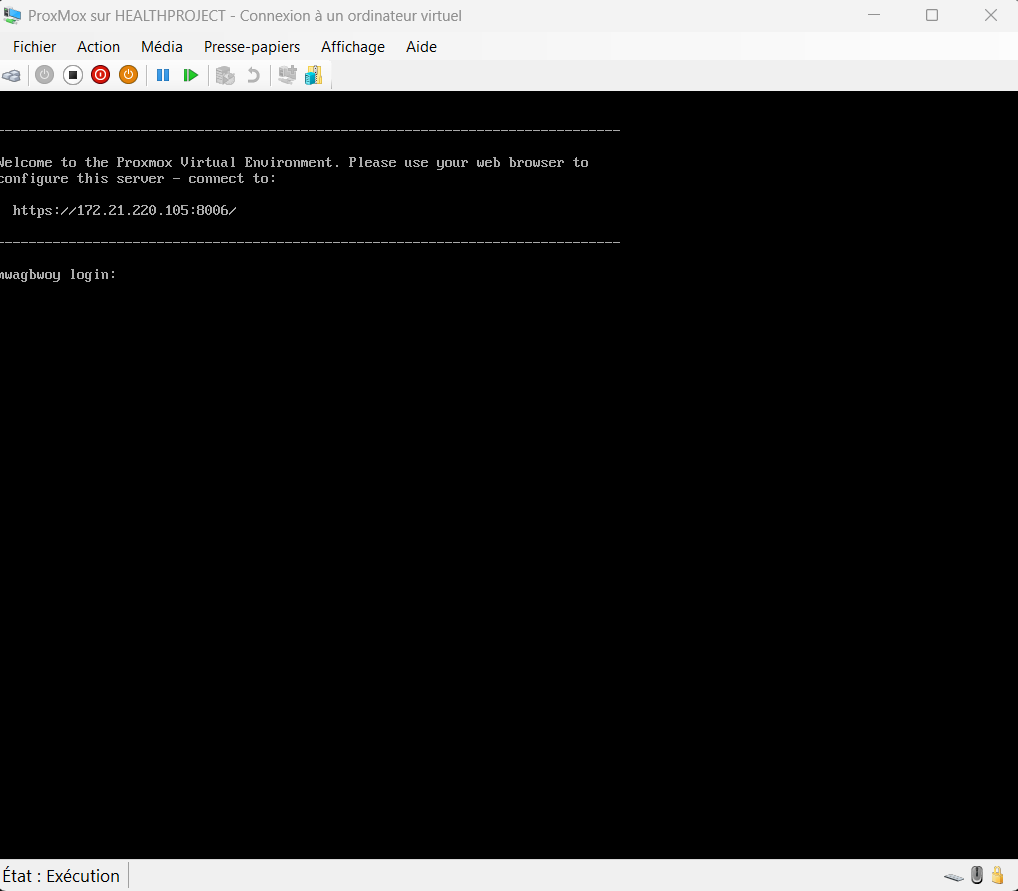 ProxMox sur HEALTHPROJECT - Connexion à un ordinateur virtuel
Fichier Action Média Presse-papiers Affichage Aide
Welcome to the Proxmox Virtual Environment. Please use your web browser to
configure this server - connect to:
https://172.21.220.105:8006/
mwagbwoy login:
État : Exécution